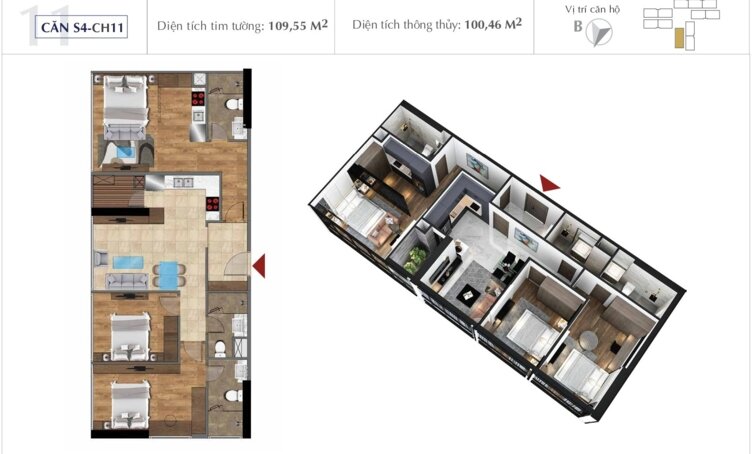 11
CĂN S4-CH11
Diện tích tim tường: 109,55 M2
Diện tích thông thủy: 100,46 M2
Vị trí căn hộ
B